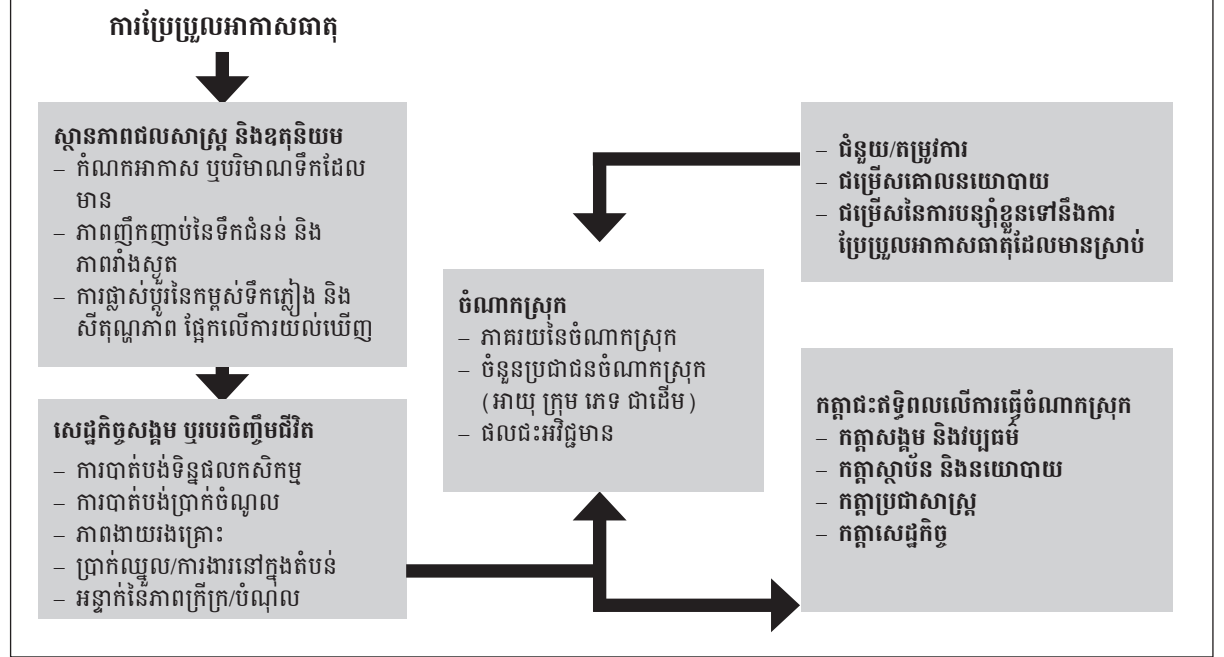 ការប្រែប្រួលអាកាសធាតុ
ស្ថានភាពជលសាស្ត្រ និងឧតុនិយម
– កំណកអាកាស ឬបរិមាណទឹកដែល
មាន
– ភាពញឹកញាប់នៃទឹកជំនន់ និង
ភាពរាំងស្ងួត
– ការផ្លាស់ប្តូរនៃកម្ពស់ទឹកភ្លៀង និង
សីតុណ្ហភាព ផ្អែកលើការយល់ឃើញ
សេដ្ឋកិច្ចសង្គម ឬរបរចិញ្ចឹមជីវិត
– ការបាត់បង់ទិន្នផលកសិកម្ម
– ការបាត់បង់ប្រាក់ចំណូល
– ភាពងាយរងគ្រោះ
– ប្រាក់ឈ្នួល/ការងារនៅក្នុងតំបន់
– អន្ទាក់នៃភាពក្រីក្រ/បំណុល
ចំណាកស្រុក
– ភាគរយនៃចំណាកស្រុក
– ចំនួនប្រជាជនចំណាកស្រុក
(អាយុ ក្រុម ភេទ ជាដើម)
– ផលជះអវិជ្ជមាន
– ជំនួយ/តម្រូវការ
– ជម្រើសគោលនយោបាយ
– ជម្រើសនៃការបន្សាំខ្លួនទៅនឹងការ
ប្រែប្រួលអាកាសធាតុដែលមានស្រាប់
កត្តាជះឥទ្ធិពលលើការធ្វើចំណាកស្រុក
– កត្តាសង្គម និងវប្បធម៌
– កត្តាស្ថាប័ន និងនយោបាយ
– កត្តាប្រជាសាស្ត្រ
– កត្តាសេដ្ឋកិច្ច